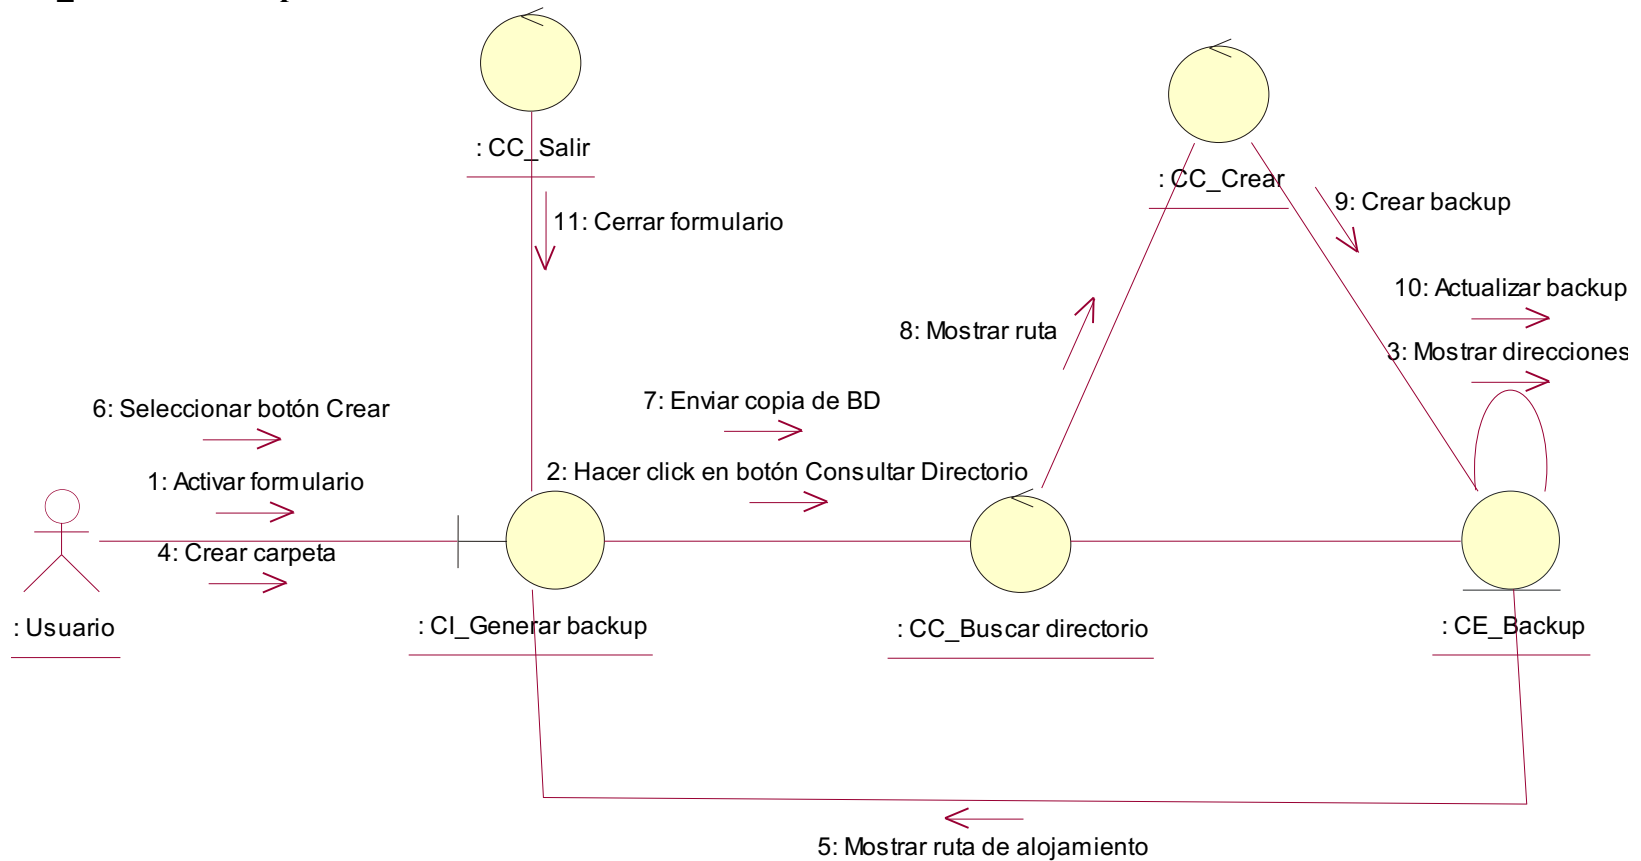 : CC_Salir
: CC_Crear
9: Crear backup
11: Cerrar formulario
10: Actualizar backup
8: Mostrar ruta
3: Mostrar direcciones
6: Seleccionar botón Crear
7: Enviar copia de BD
2: Hacer click en botón Consultar Directorio
1: Activar formulario
4: Crear carpeta
: Usuario
: CI_Generar backup
: CC_Buscar directorio
: CE_Backup
5: Mostrar ruta de alojamiento